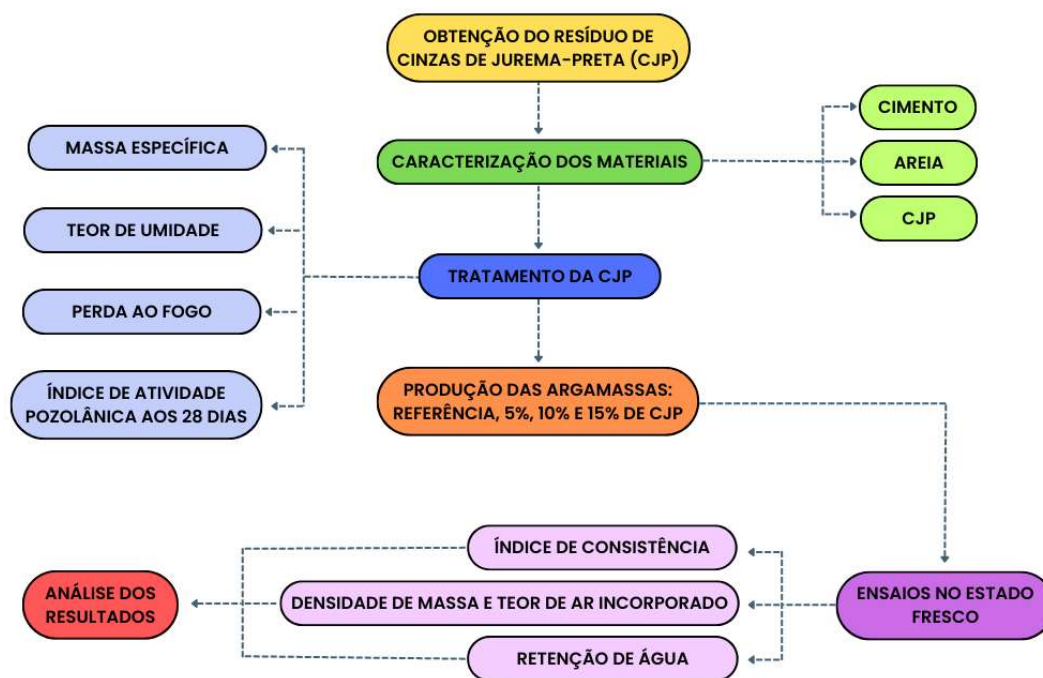 OBTENÇÃO DO RESÍDUO DE
CINZAS DE JUREMA-PRETA (CJP)
CARACTERIZAÇÃO DOS MATERIAIS
CIMENTO
AREIA
CJP
TRATAMENTO DA CJP
MASSA ESPECÍFICA
TEOR DE UMIDADE
PERDA AO FOGO
ÍNDICE DE ATIVIDADE
POZOLÂNICA AOS 28 DIAS
PRODUÇÃO DAS ARGAMASSAS:
REFERÊNCIA, 5%, 10% E 15% DE CJP
ENSAIOS NO ESTADO
FRESCO
ÍNDICE DE CONSISTÊNCIA
DENSIDADE DE MASSA E TEOR DE AR INCORPORADO
RETENÇÃO DE ÁGUA
ANÁLISE DOS
RESULTADOS